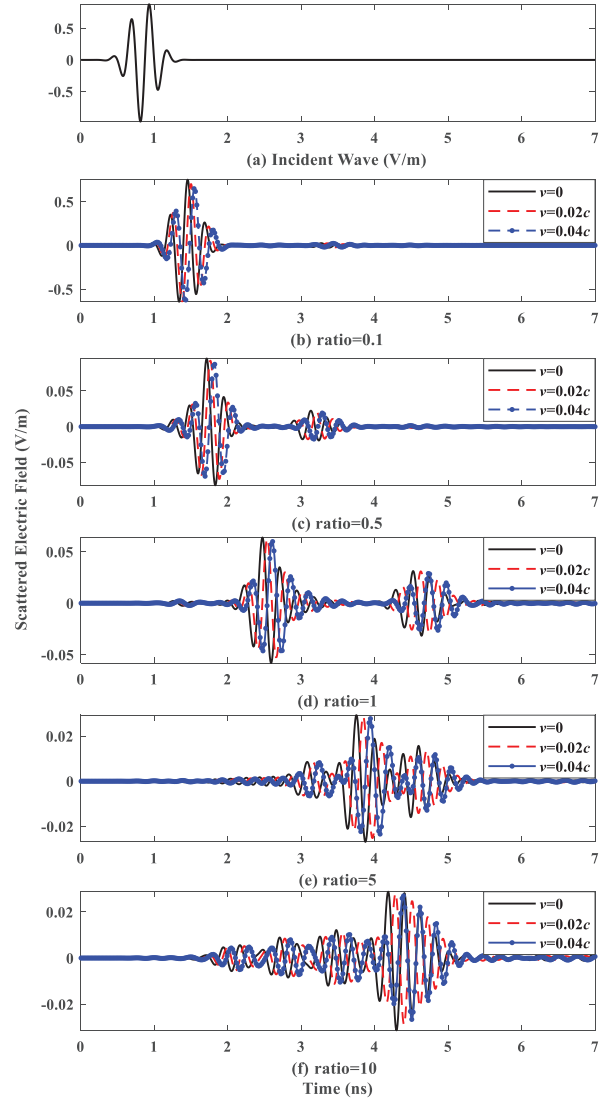 0.5
0
-0.5
0 1 2 3 4 5 6 7
(a) Incident Wave (V/m)
0.5
0
-0.5
v=0
v=0.02c
v=0.04c
0 1 2 3 4 5 6 7
(b) ratio=0.1
0.05
0
-0.05
v=0
v=0.02c
v=0.04c
0 1 2 3 4 5 6 7
(c) ratio=0.5
Scattered Electric Field (V/m)
0.05
0
-0.05
v=0
v=0.02c
v=0.04c
0 1 2 3 4 5 6 7
(d) ratio=1
0.02
0
-0.02
v=0
v=0.02c
v=0.04c
0 1 2 3 4 5 6 7
(e) ratio=5
0.02
0
-0.02
v=0
v=0.02c
v=0.04c
0 1 2 3 4 5 6 7
(f) ratio=10
Time (ns)